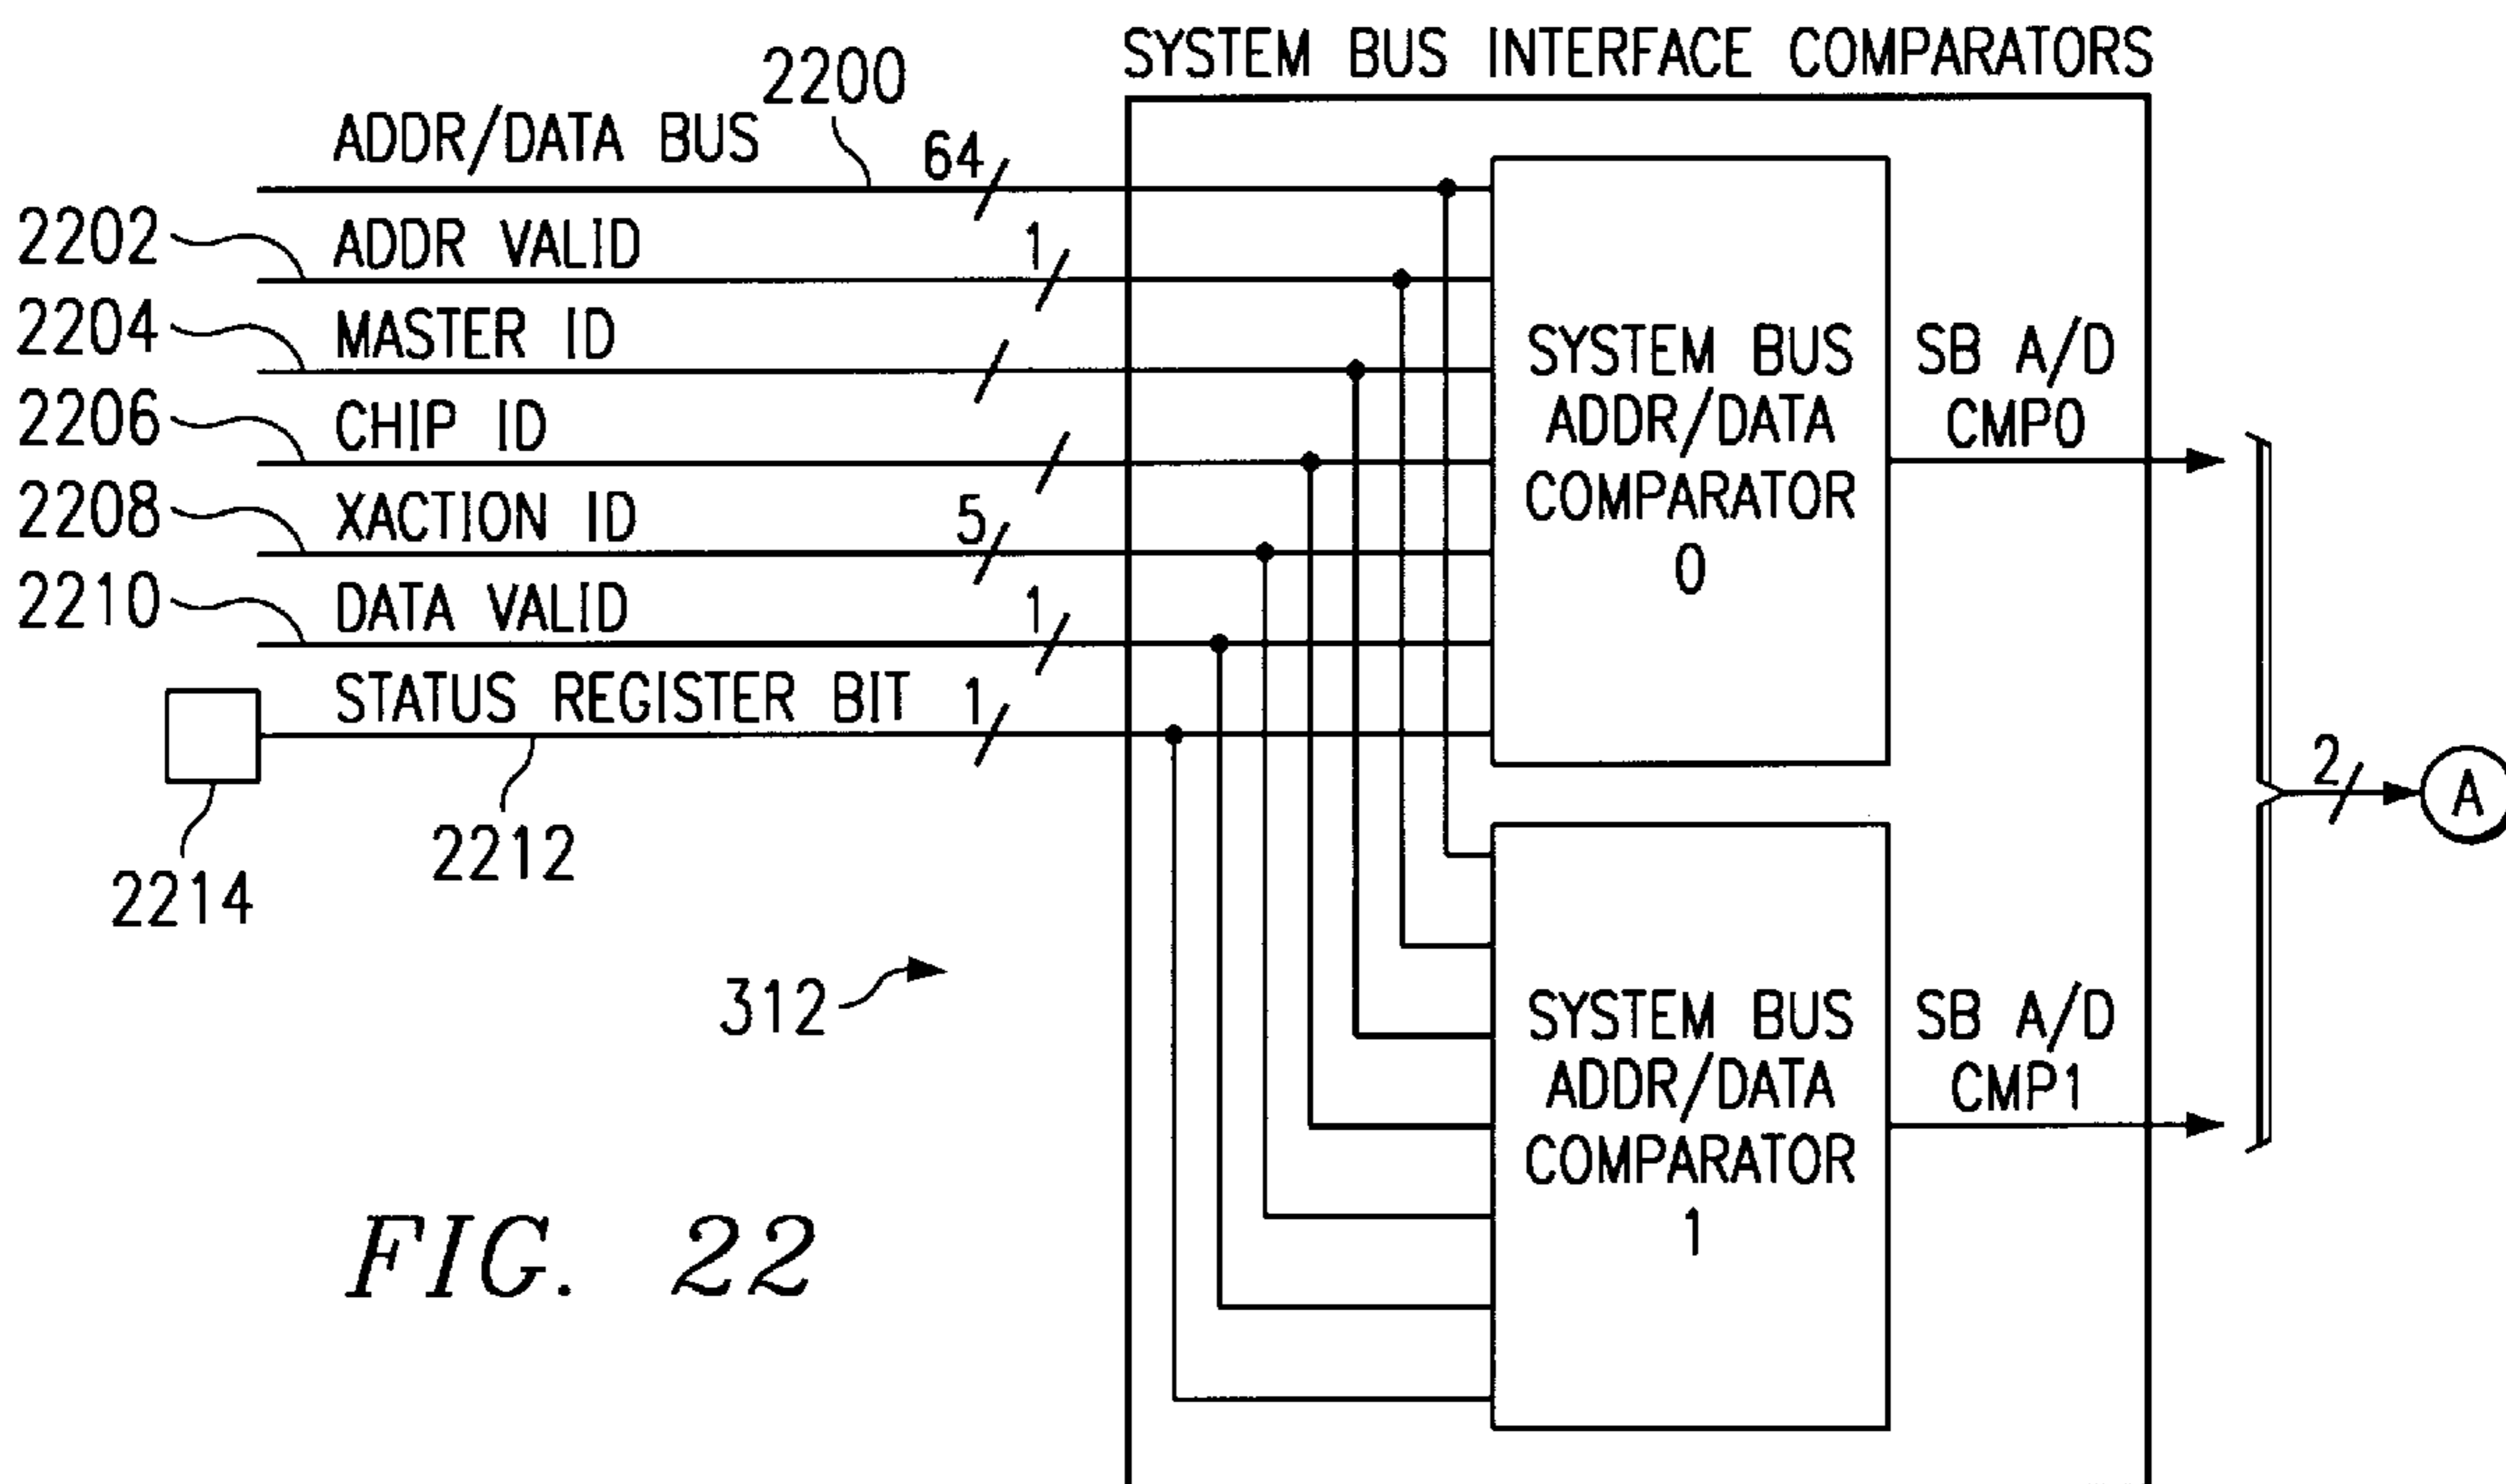 SYSTEM BUS INTERFACE COMPARATORS
2200
ADDR/DATA BUS
64
2202
ADDR VALID
1
2204
MASTER ID
2206
CHIP ID
2208
XACTION ID
5
2210
DATA VALID
1
STATUS REGISTER BIT
1
2212
2214
312
SYSTEM BUS
ADDR/DATA
COMPARATOR
0
SB A/D
CMP0
SYSTEM BUS
ADDR/DATA
COMPARATOR
1
SB A/D
CMP1
2
A
FIG. 22